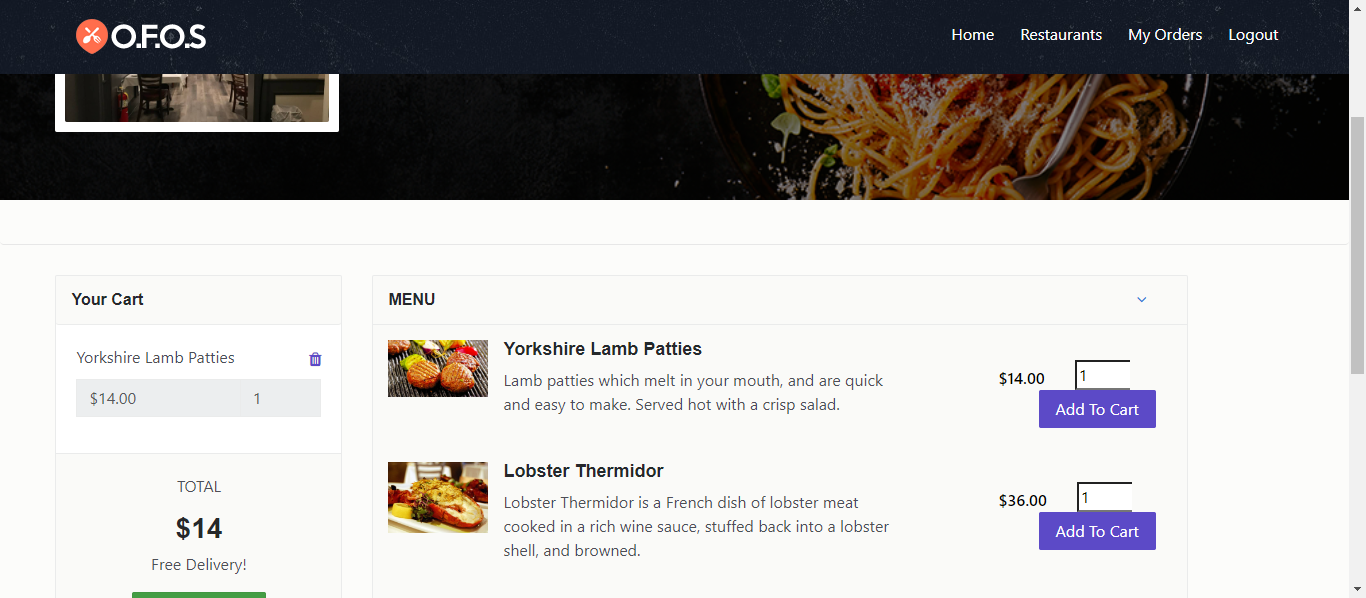 O.F.O.S
Home Restaurants My Orders Logout
Your Cart
Yorkshire Lamb Patties
$14.00 1
TOTAL
$14
Free Delivery!
MENU
Yorkshire Lamb Patties
Lamb patties which melt in your mouth, and are quick
and easy to make. Served hot with a crisp salad.
$14.00 1
Add To Cart
Lobster Thermidor
Lobster Thermidor is a French dish of lobster meat
cooked in a rich wine sauce, stuffed back into a lobster
shell, and browned.
$36.00 1
Add To Cart